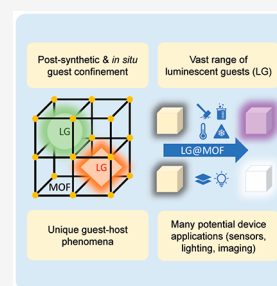 Post-synthetic & in situ
guest confinement
Vast range of
luminescent guests (LG)
LG
LG
MOF
LG@MOF
Unique guest-host
phenomena
Many potential device
applications (sensors,
lighting, imaging)